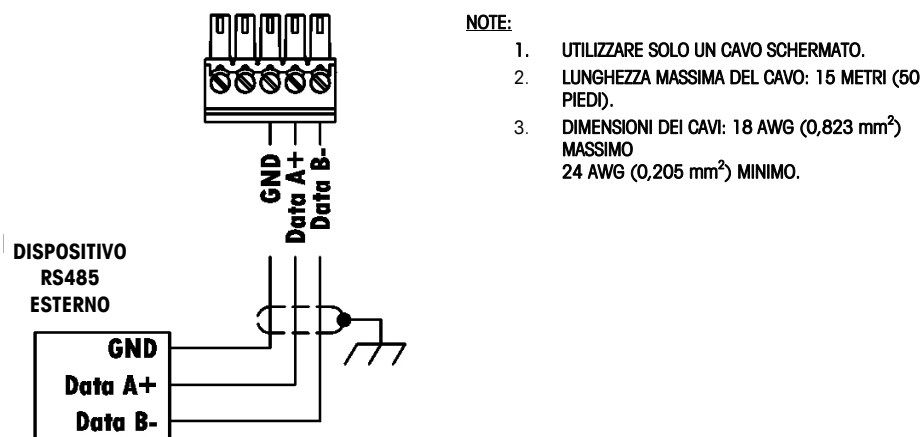 NOTE:
1. UTILIZZARE SOLO UN CAVO SCHERMATO.
2. LUNGHEZZA MASSIMA DEL CAVO: 15 METRI (50
PIEDI).
3. DIMENSIONI DEI CAVI: 18 AWG (0,823 mm²)
MASSIMO
24 AWG (0,205 mm²) MINIMO.
GND
Data A+
Data B-
DISPOSITIVO
RS485
ESTERNO
GND
Data A+
Data B-